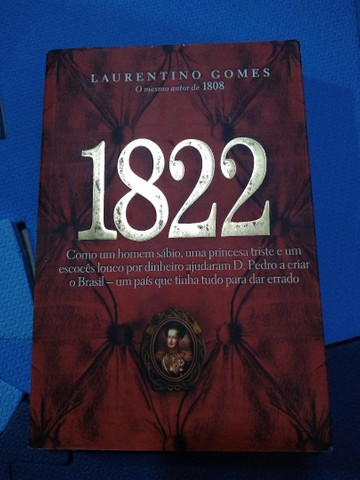 LAURENTINO GOMES
O mesmo autor de 1808
1822
Como um homem sábio, uma princesa triste e um
escocês louco por dinheiro ajudaram D. Pedro a criar
o Brasil – um país que tinha tudo para dar errado